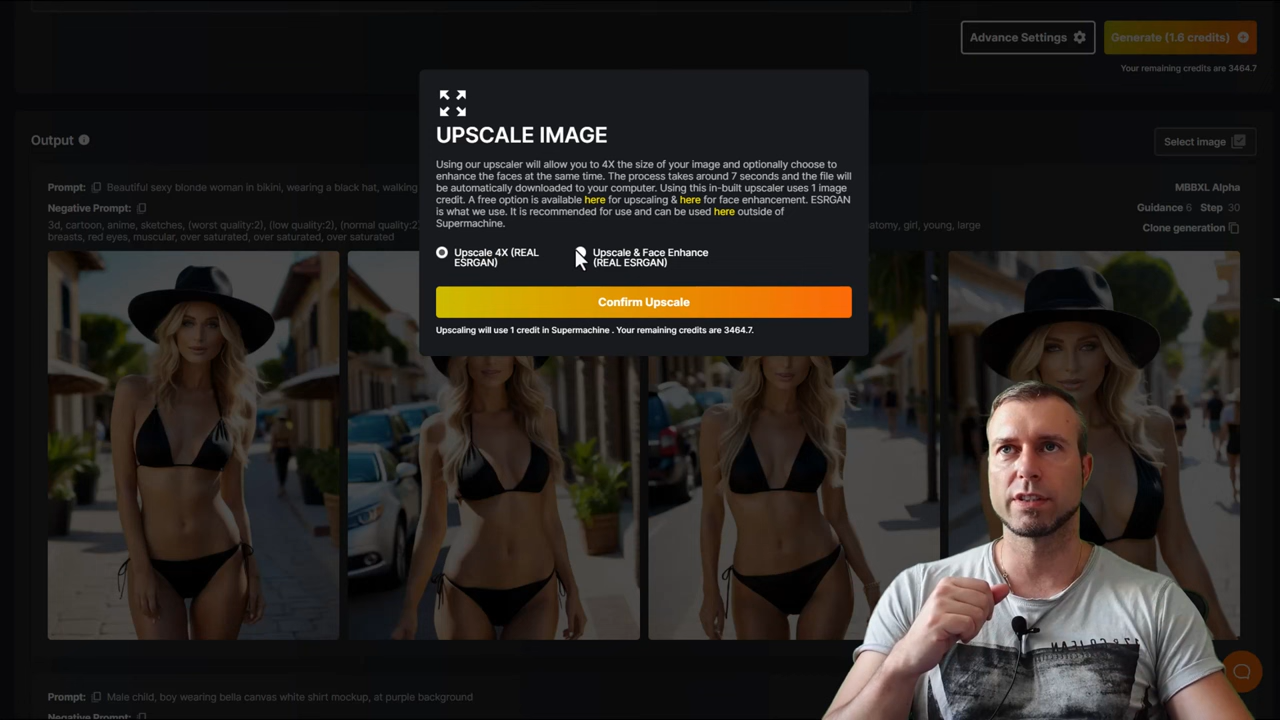 Advance Settings
Generate (1.6 credits)
Your remaining credits are 3464.7.
UPSCALE IMAGE
Using our upscaler will allow you to 4X the size of your image and optionally choose to
enhance the faces at the same time. The process takes around 7 seconds and the file will
be automatically downloaded to your computer. Using this in-built upscaler uses 1 image
credit. A free option is available here for upscaling & here for face enhancement. ESRGAN
is what we use. It is recommended for use and can be used here outside of
Supermachine.
Upscale 4X (REAL
ESRGAN)
Upscale & Face Enhance
(REAL ESRGAN)
Confirm Upscale
Upscaling will use 1 credit in Supermachine . Your remaining credits are 3464.7.
Output
Select image
Prompt: Beautiful sexy blonde woman in bikini, wearing a black hat, walking
MBBXL Alpha
Negative Prompt:
Guidance 6 Step 30
3d, cartoon, anime, sketches, (worst quality:2), (low quality:2), (normal quality:2) atomy, girl, young, large
breasts, red eyes, muscular, over saturated, over saturated, over saturated
Clone generation
Prompt: Male child, boy wearing bella canvas white shirt mockup, at purple background
Negative Prompt: